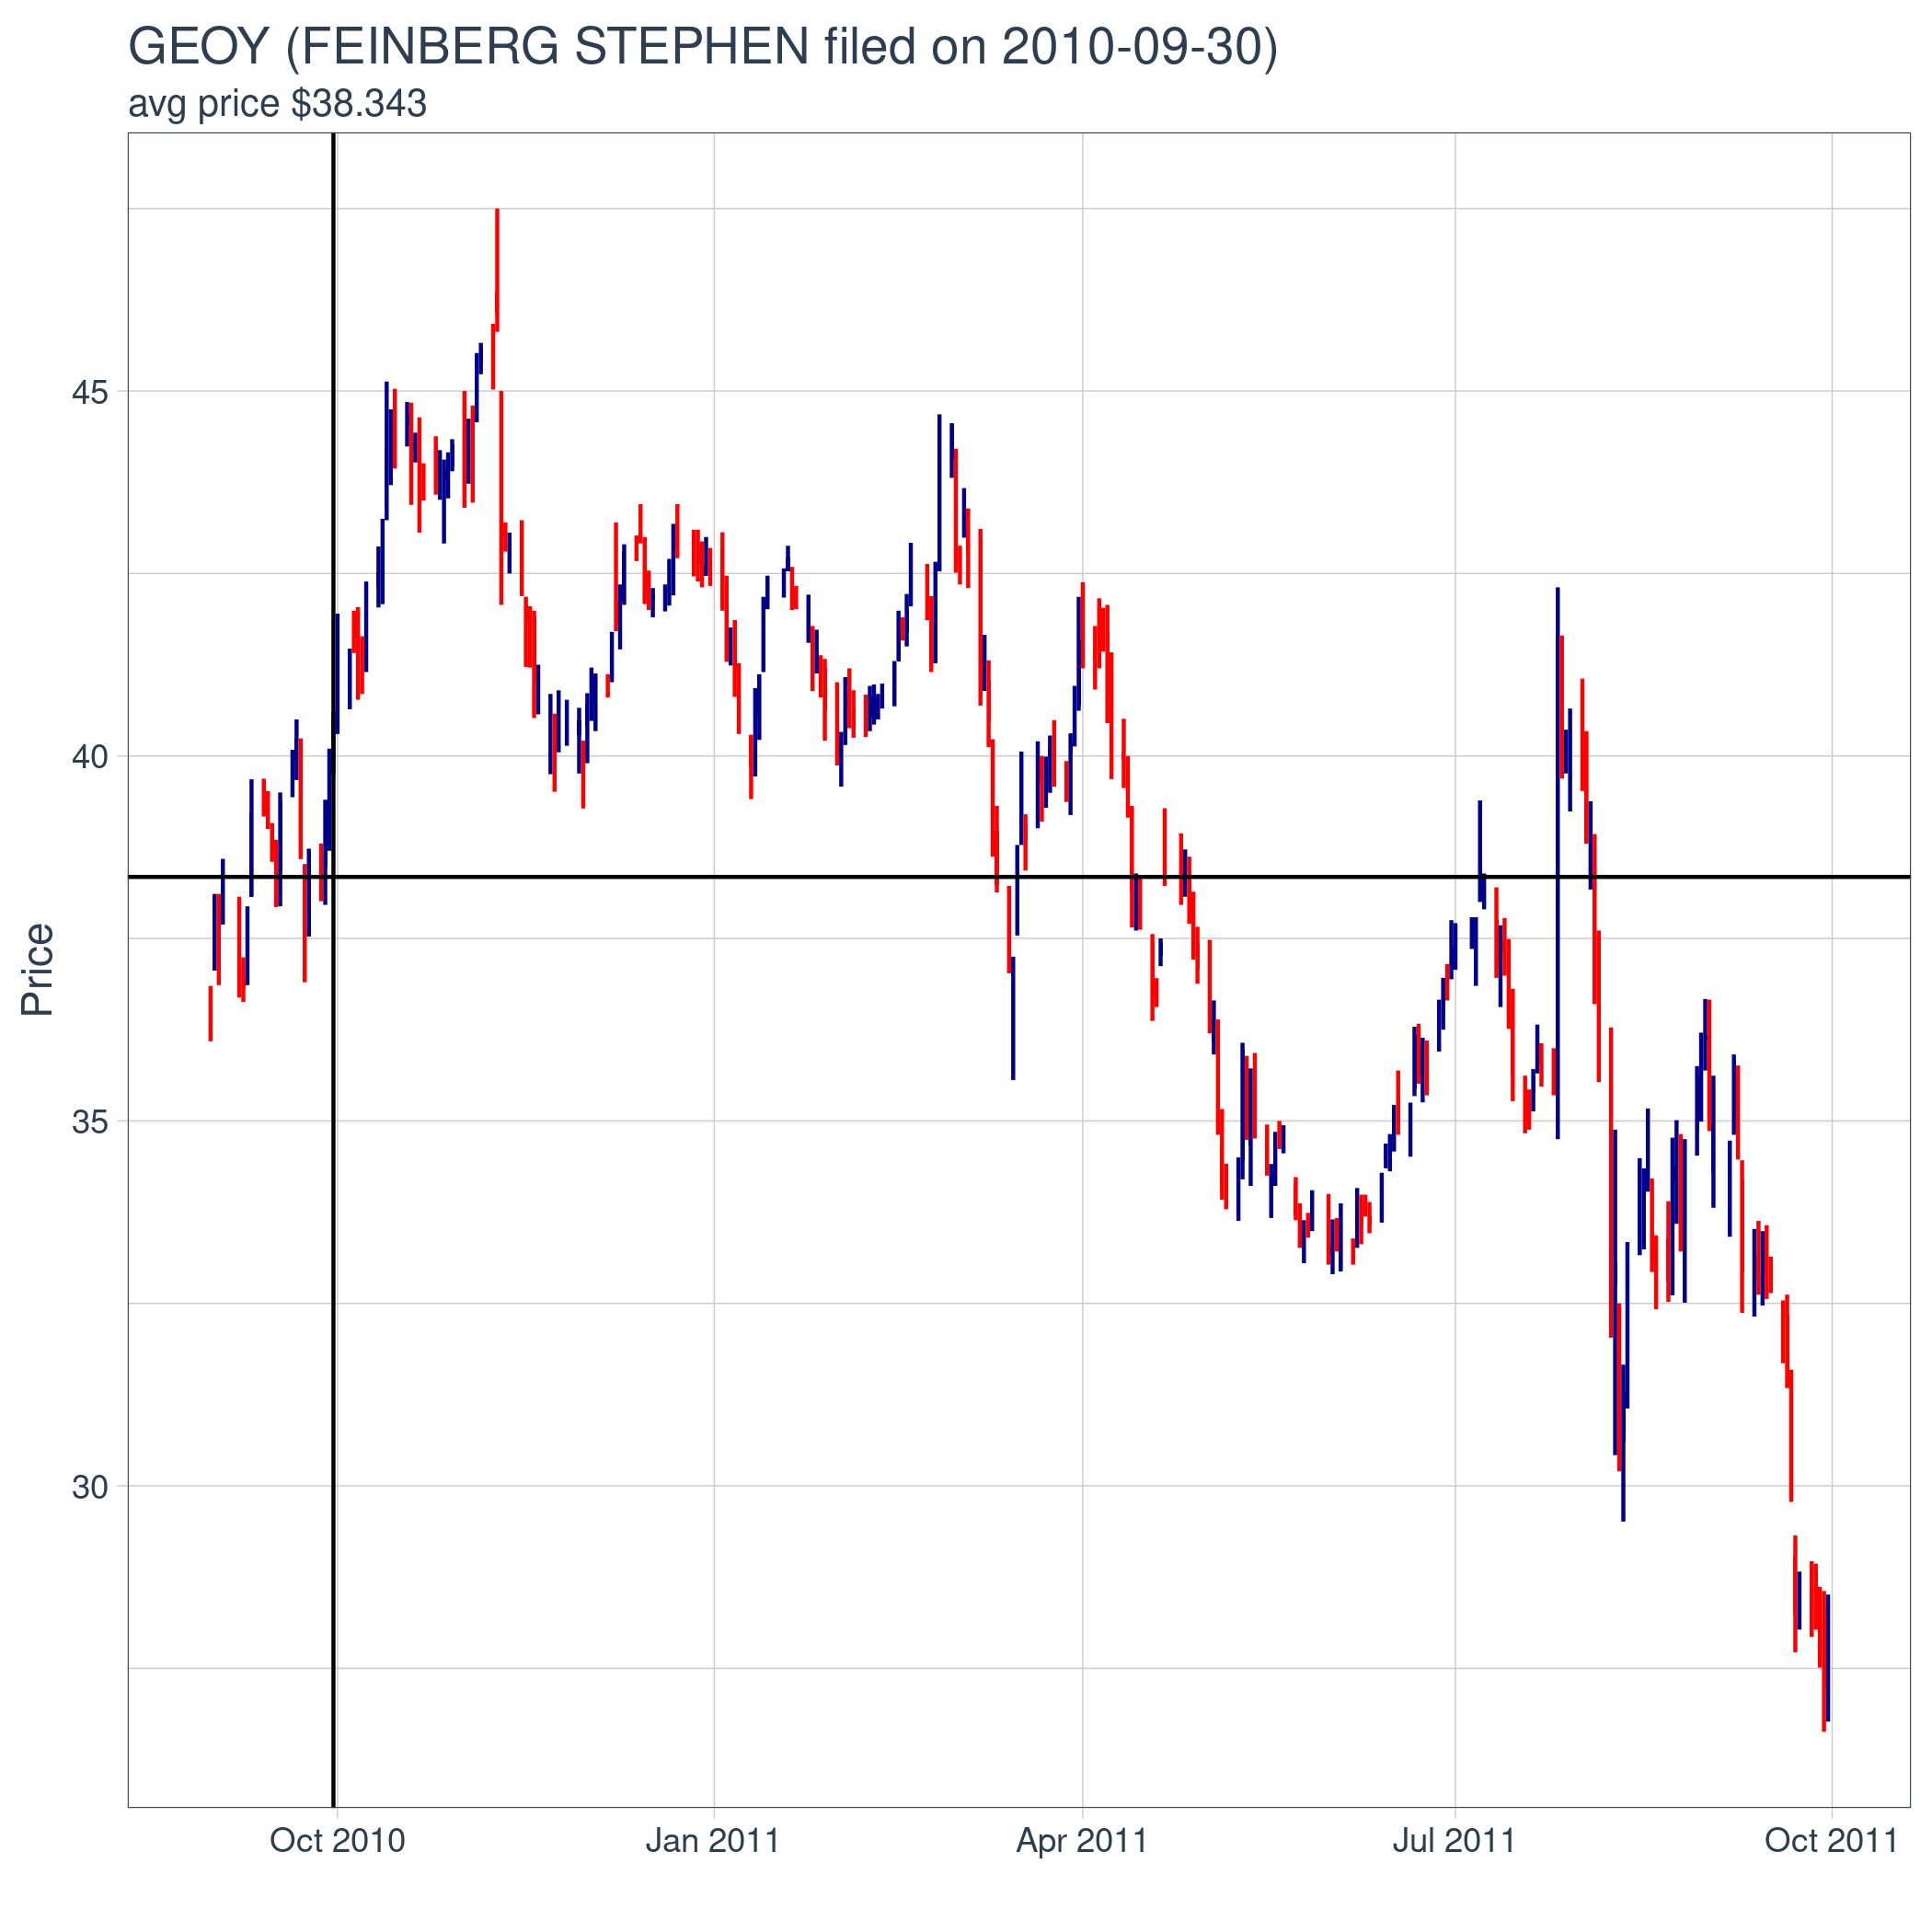 GEOY (FEINBERG STEPHEN filed on 2010-09-30)
avg price $38.343
Price
45
40
35
30
Oct 2010
Jan 2011
Apr 2011
Jul 2011
Oct 2011